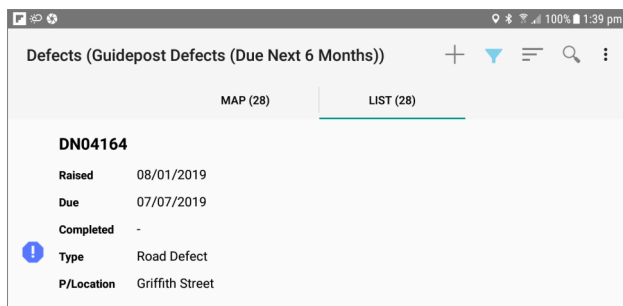 100% 1:39 pm
Defects (Guidepost Defects (Due Next 6 Months))
MAP (28) LIST (28)
DN04164
Raised 08/01/2019
Due 07/07/2019
Completed -
Type Road Defect
P/Location Griffith Street